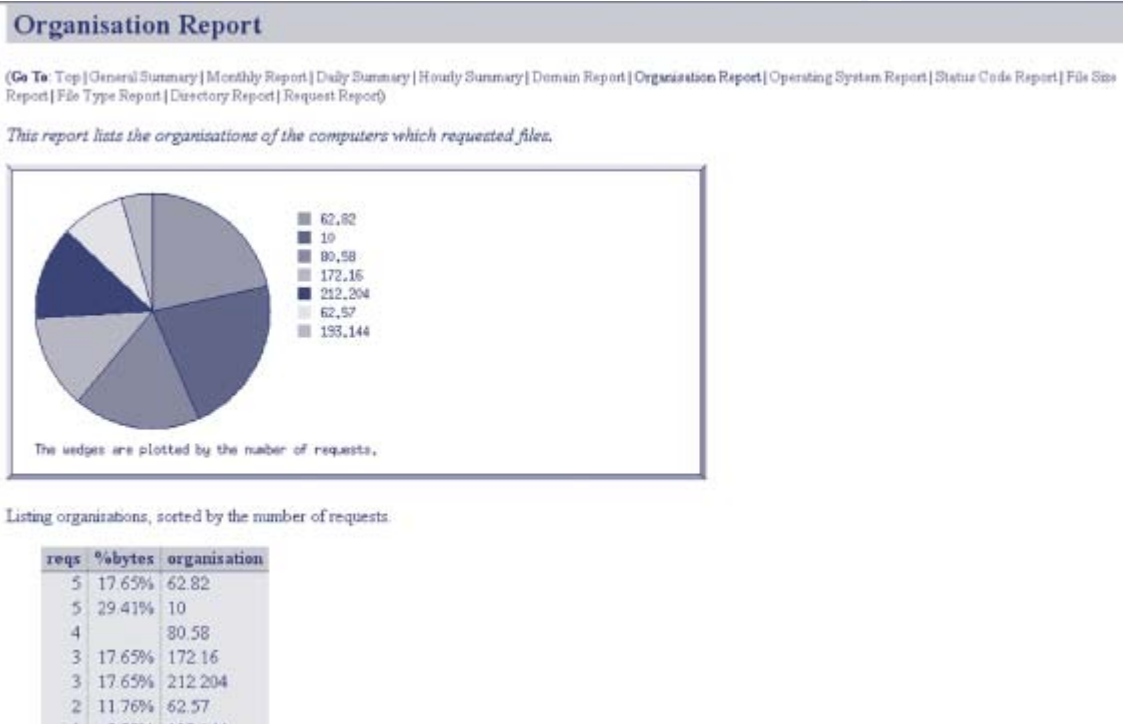 Organisation Report
(Go To: Top | General Summary | Monthly Report | Daily Summary | Hourly Summary | Domain Report | Organisation Report | Operating System Report | Status Code Report | File Size
Report | File Type Report | Directory Report | Request Report)
This report lists the organisations of the computers which requested files.
62.82
10
80.58
172.16
212.204
62.57
193.144
The wedges are plotted by the number of requests.
Listing organisations, sorted by the number of requests.
reqs %bytes organisation
5 17.65% 62.82
5 29.41% 10
4 80.58
3 17.65% 172.16
3 17.65% 212.204
2 11.76% 62.57